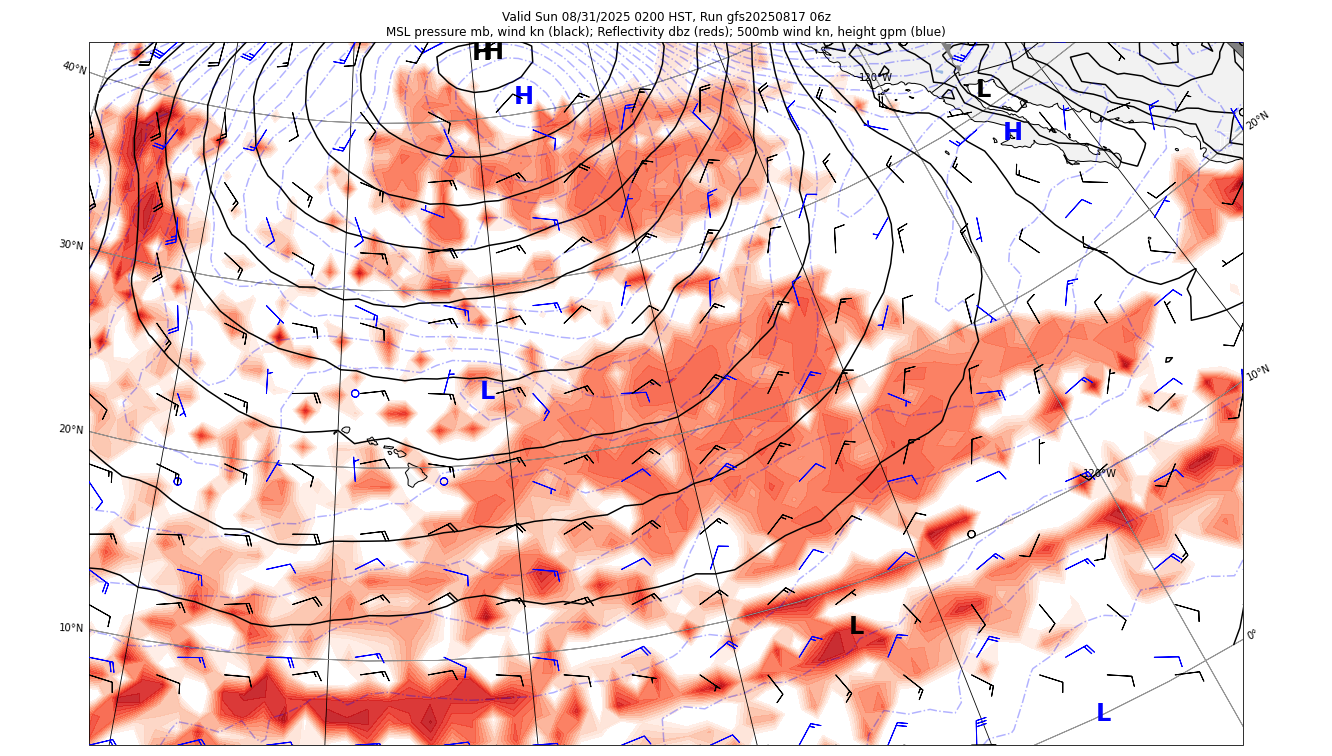 Valid Sun 08/31/2025 0200 HST, Run gfs20250817 06z
MSL pressure mb, wind kn (black); Reflectivity dbz (reds); 500mb wind kn, height gpm (blue)
HH
40°N
120°W
L
H
H
20°N
30°N
10°N
L
20°N
120°W
10°N
L
0°
L